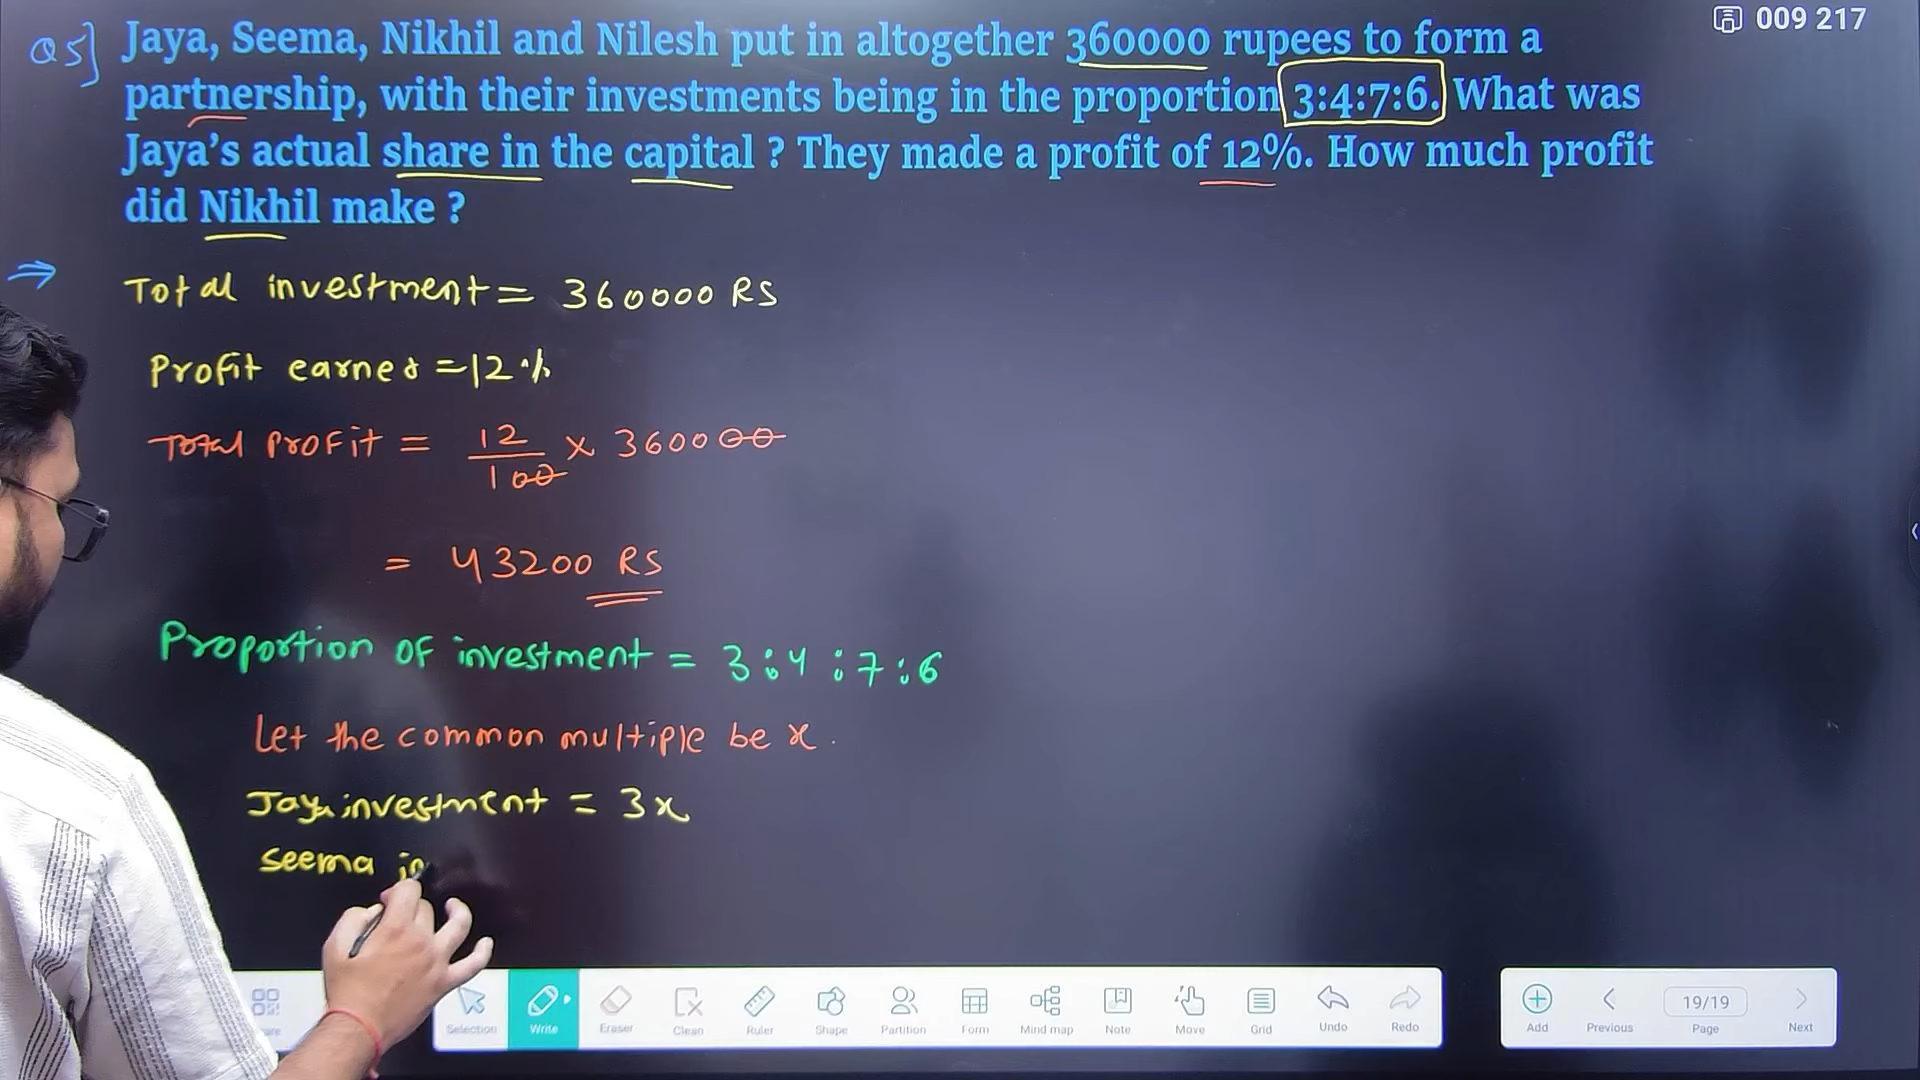 009 217
Q5] Jaya, Seema, Nikhil and Nilesh put in altogether 360000 rupees to form a
partnership, with their investments being in the proportion 3:4:7:6. What was
Jaya's actual share in the capital ? They made a profit of 12%. How much profit
did Nikhil make ?
⇒ Total investment = 360000 RS
Profit earned = 12 %
Total Profit = 12/100 × 360000
= 43200 RS
Proportion of investment = 3:4:7:6
Let the common multiple be x.
Jaya investment = 3x
Seema in
Selection Write Eraser Clean Ruler Shape Partition Form Mind map Note Move Grid Undo Redo Add Previous 19/19 Page Next